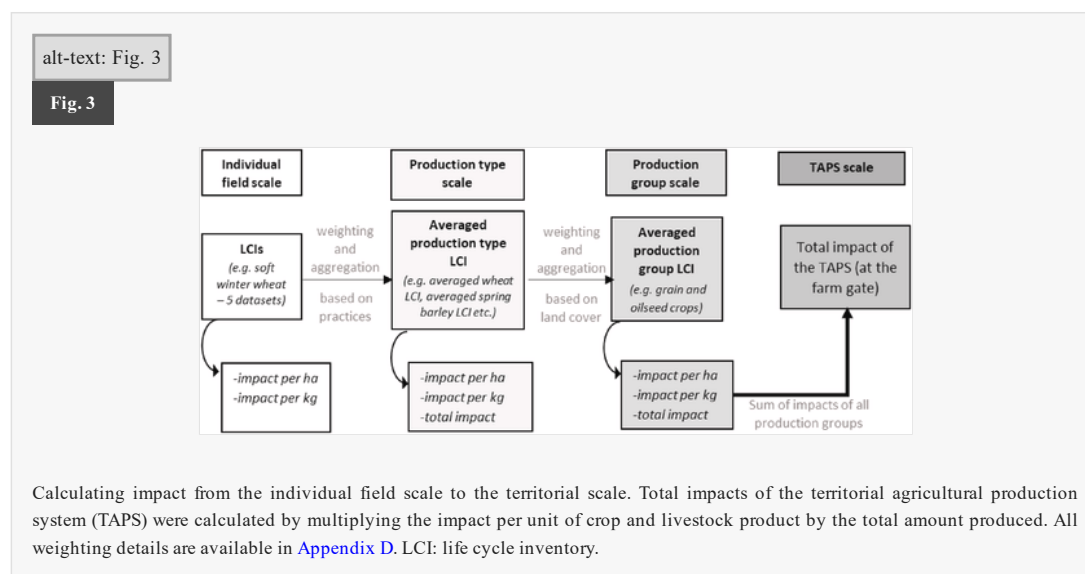 alt-text: Fig. 3
Fig. 3
Individual
field scale
Production type
scale
Production
group scale
TAPS scale
LCIs
(e.g. soft
winter wheat
– 5 datasets)
weighting
and
aggregation
based on
practices
Averaged
production type
LCI
(e.g. averaged wheat
LCI, averaged spring
barley LCI etc.)
weighting
and
aggregation
based on
land cover
Averaged
production
group LCI
(e.g. grain and
oilseed crops)
Total impact of
the TAPS (at the
farm gate)
-impact per ha
-impact per kg
-impact per ha
-impact per kg
-total impact
-impact per ha
-impact per kg
-total impact
Sum of impacts of all
production groups
Calculating impact from the individual field scale to the territorial scale. Total impacts of the territorial agricultural production
system (TAPS) were calculated by multiplying the impact per unit of crop and livestock product by the total amount produced. All
weighting details are available in Appendix D. LCI: life cycle inventory.